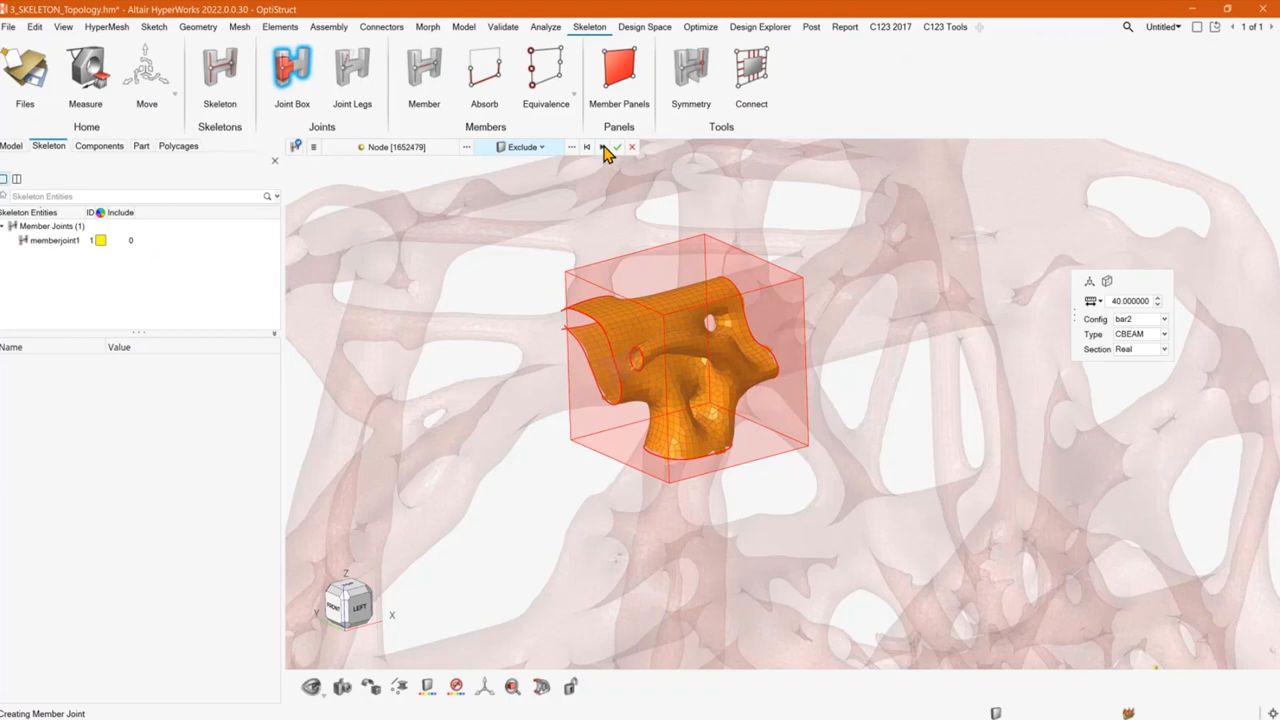 3_SKELETON_Topology.hm* - Altair HyperWorks 2022.0.0.30 - OptiStruct
File Edit View HyperMesh Sketch Geometry Mesh Elements Assembly Connectors Morph Model Validate Analyze Skeleton Design Space Optimize Design Explorer Post Report C123 2017 C123 Tools Untitled 1 of 1
Files Measure Move Skeleton Joint Box Joint Legs Member Absorb Equivalence Member Panels Symmetry Connect
Home Skeletons Joints Members Panels Tools
Model Skeleton Components Part Polycages
Node [1652479] Exclude
Skeleton Entities
Skeleton Entities ID Include
Member Joints (1)
memberjoint1 1 0
Name Value
40.000000
Config bar2
Type CBEAM
Section Real
Z
FRONT LEFT
Y X
Creating Member Joint